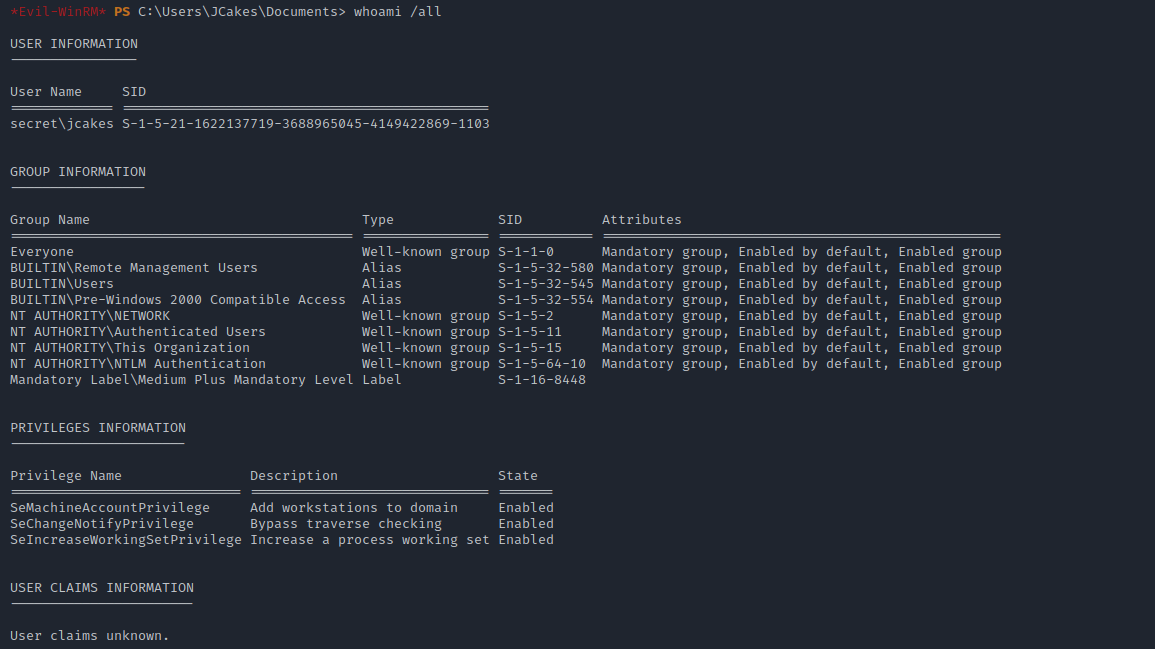 *Evil-WinRM* PS C:\Users\JCakes\Documents> whoami /all
USER INFORMATION
User Name SID
secret\jcakes S-1-5-21-1622137719-3688965045-4149422869-1103
GROUP INFORMATION
Group Name Type SID Attributes
Everyone Well-known group S-1-1-0 Mandatory group, Enabled by default, Enabled group
BUILTIN\Remote Management Users Alias S-1-5-32-580 Mandatory group, Enabled by default, Enabled group
BUILTIN\Users Alias S-1-5-32-545 Mandatory group, Enabled by default, Enabled group
BUILTIN\Pre-Windows 2000 Compatible Access Alias S-1-5-32-554 Mandatory group, Enabled by default, Enabled group
NT AUTHORITY\NETWORK Well-known group S-1-5-2 Mandatory group, Enabled by default, Enabled group
NT AUTHORITY\Authenticated Users Well-known group S-1-5-11 Mandatory group, Enabled by default, Enabled group
NT AUTHORITY\This Organization Well-known group S-1-5-15 Mandatory group, Enabled by default, Enabled group
NT AUTHORITY\NTLM Authentication Well-known group S-1-5-64-10 Mandatory group, Enabled by default, Enabled group
Mandatory Label\Medium Plus Mandatory Level Label S-1-16-8448
PRIVILEGES INFORMATION
Privilege Name Description State
SeMachineAccountPrivilege Add workstations to domain Enabled
SeChangeNotifyPrivilege Bypass traverse checking Enabled
SeIncreaseWorkingSetPrivilege Increase a process working set Enabled
USER CLAIMS INFORMATION
User claims unknown.